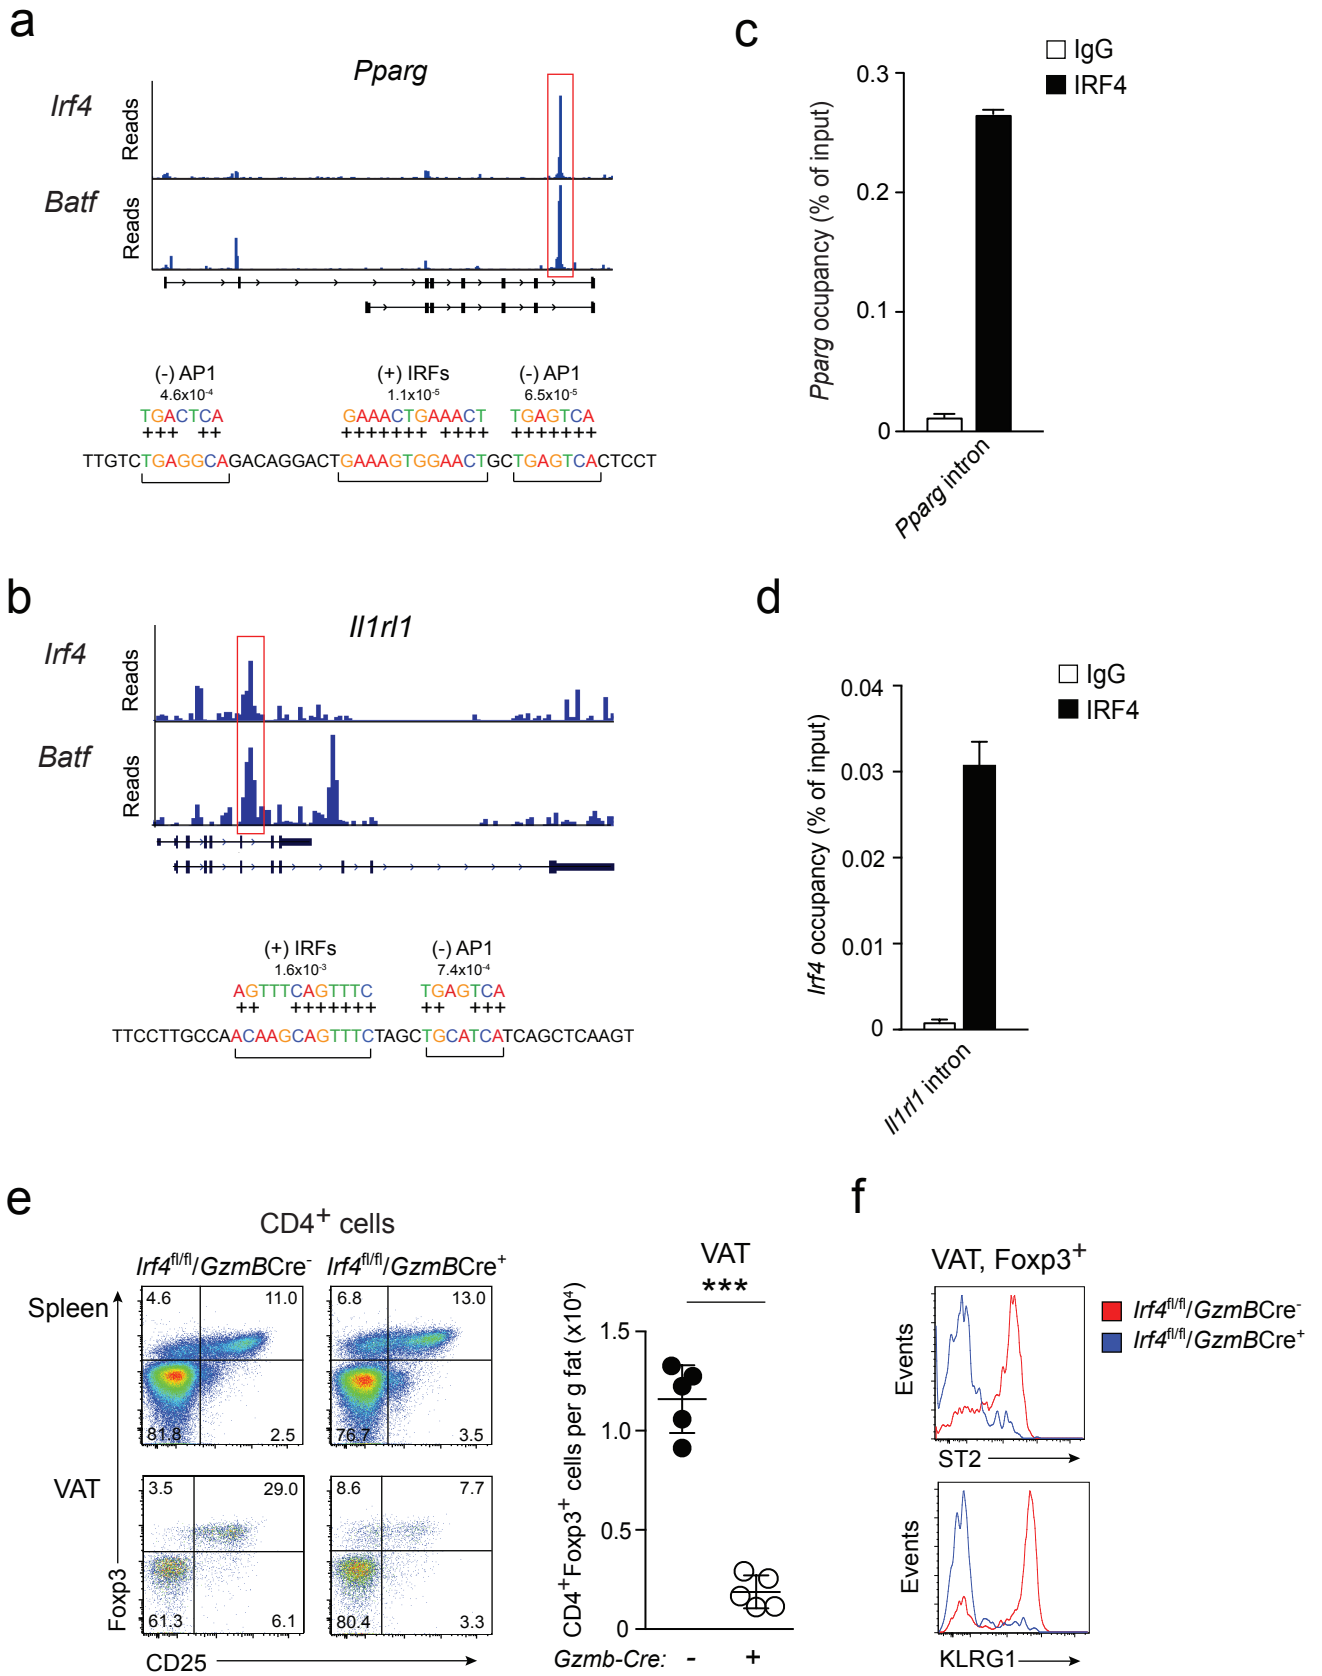 a
Pparg
Irf4
Reads
Batf
Reads
(-) AP1
4.6x10-4
TGACTCA
+++ ++
(+) IRFs
1.1x10-5
GAAACTGAAACT
+++++++ ++++
(-) AP1
6.5x10-5
TGAGTCA
+++++++
TTGTCTGAGGCAGACAGGACTGAAAGTGGAACTGCTGAGTCACTCCT
c
IgG
IRF4
Pparg ocupancy (% of input)
0.3
0.2
0.1
0
Pparg intron
b
Il1rl1
Irf4
Reads
Batf
Reads
(+) IRFs
1.6x10-3
AGTTTCAGTTTC
++ +++++++
(-) AP1
7.4x10-4
TGAGTCA
++ +++
TTCCTTGCCAACAAGCAGTTTCTAGCTGCATCATCAGCTCAAGT
d
IgG
IRF4
Irf4 occupancy (% of input)
0.04
0.03
0.02
0.01
0
Il1rl1 intron
e
CD4+ cells
Irf4fl/fl/GzmBCre-
Irf4fl/fl/GzmBCre+
Spleen
4.6
11.0
81.8
2.5
6.8
13.0
76.7
3.5
VAT
3.5
29.0
61.3
6.1
8.6
7.7
80.4
3.3
Foxp3
CD25
VAT
***
CD4+Foxp3+ cells per g fat (x104)
1.5
1.0
0.5
0
Gzmb-Cre: - +
f
VAT, Foxp3+
Irf4fl/fl/GzmBCre-
Irf4fl/fl/GzmBCre+
Events
ST2
Events
KLRG1